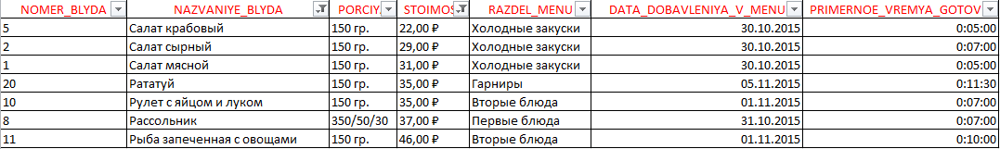 NOMER_BLYDA NAZVANIYE_BLYDA PORCIY STOIMOS RAZDEL_MENU DATA_DOBAVLENIYA_V_MENU PRIMERNOE_VREMYA_GOTOV
5 Салат крабовый 150 гр. 22,00 ₽ Холодные закуски 30.10.2015 0:05:00
2 Салат сырный 150 гр. 29,00 ₽ Холодные закуски 30.10.2015 0:07:00
1 Салат мясной 150 гр. 31,00 ₽ Холодные закуски 30.10.2015 0:05:00
20 Рататуй 150 гр. 35,00 ₽ Гарниры 05.11.2015 0:11:30
10 Рулет с яйцом и луком 150 гр. 35,00 ₽ Вторые блюда 01.11.2015 0:07:00
8 Рассольник 350/50/30 37,00 ₽ Первые блюда 31.10.2015 0:07:00
11 Рыба запеченная с овощами 150 гр. 46,00 ₽ Вторые блюда 01.11.2015 0:10:00